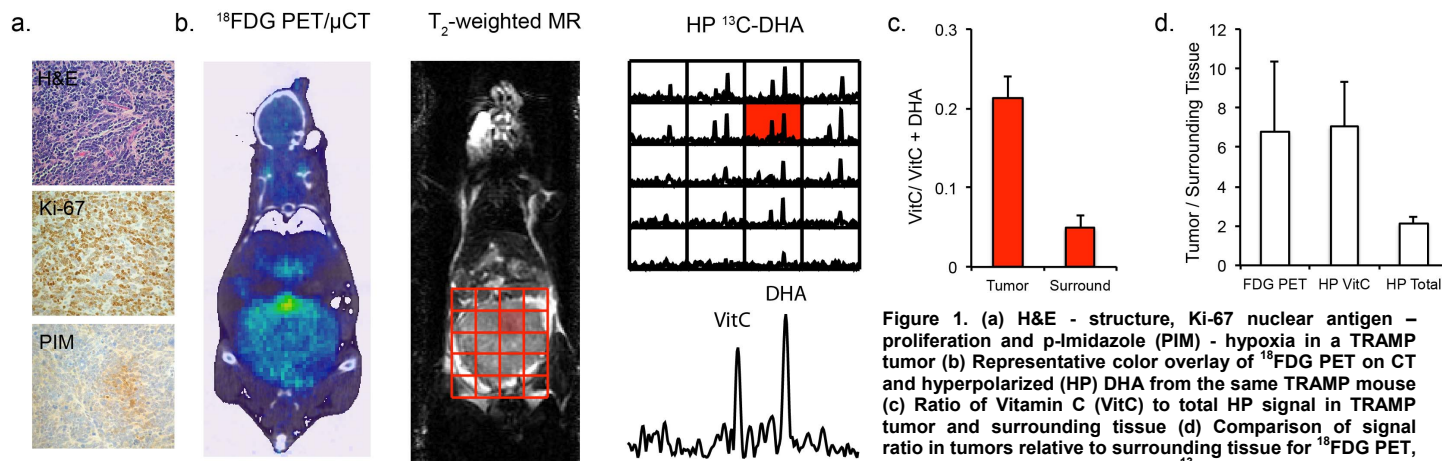 a.
b.
¹⁸FDG PET/µCT
T₂-weighted MR
HP ¹³C-DHA
H&E
Ki-67
PIM
VitC
DHA
c.
VitC/ VitC + DHA
0.3
0.2
0.1
0
Tumor Surround
d.
Tumor / Surrounding Tissue
12
10
8
6
4
2
0
FDG PET HP VitC HP Total
Figure 1. (a) H&E - structure, Ki-67 nuclear antigen –
proliferation and p-Imidazole (PIM) - hypoxia in a TRAMP
tumor (b) Representative color overlay of ¹⁸FDG PET on CT
and hyperpolarized (HP) DHA from the same TRAMP mouse
(c) Ratio of Vitamin C (VitC) to total HP signal in TRAMP
tumor and surrounding tissue (d) Comparison of signal
ratio in tumors relative to surrounding tissue for ¹⁸FDG PET,
13